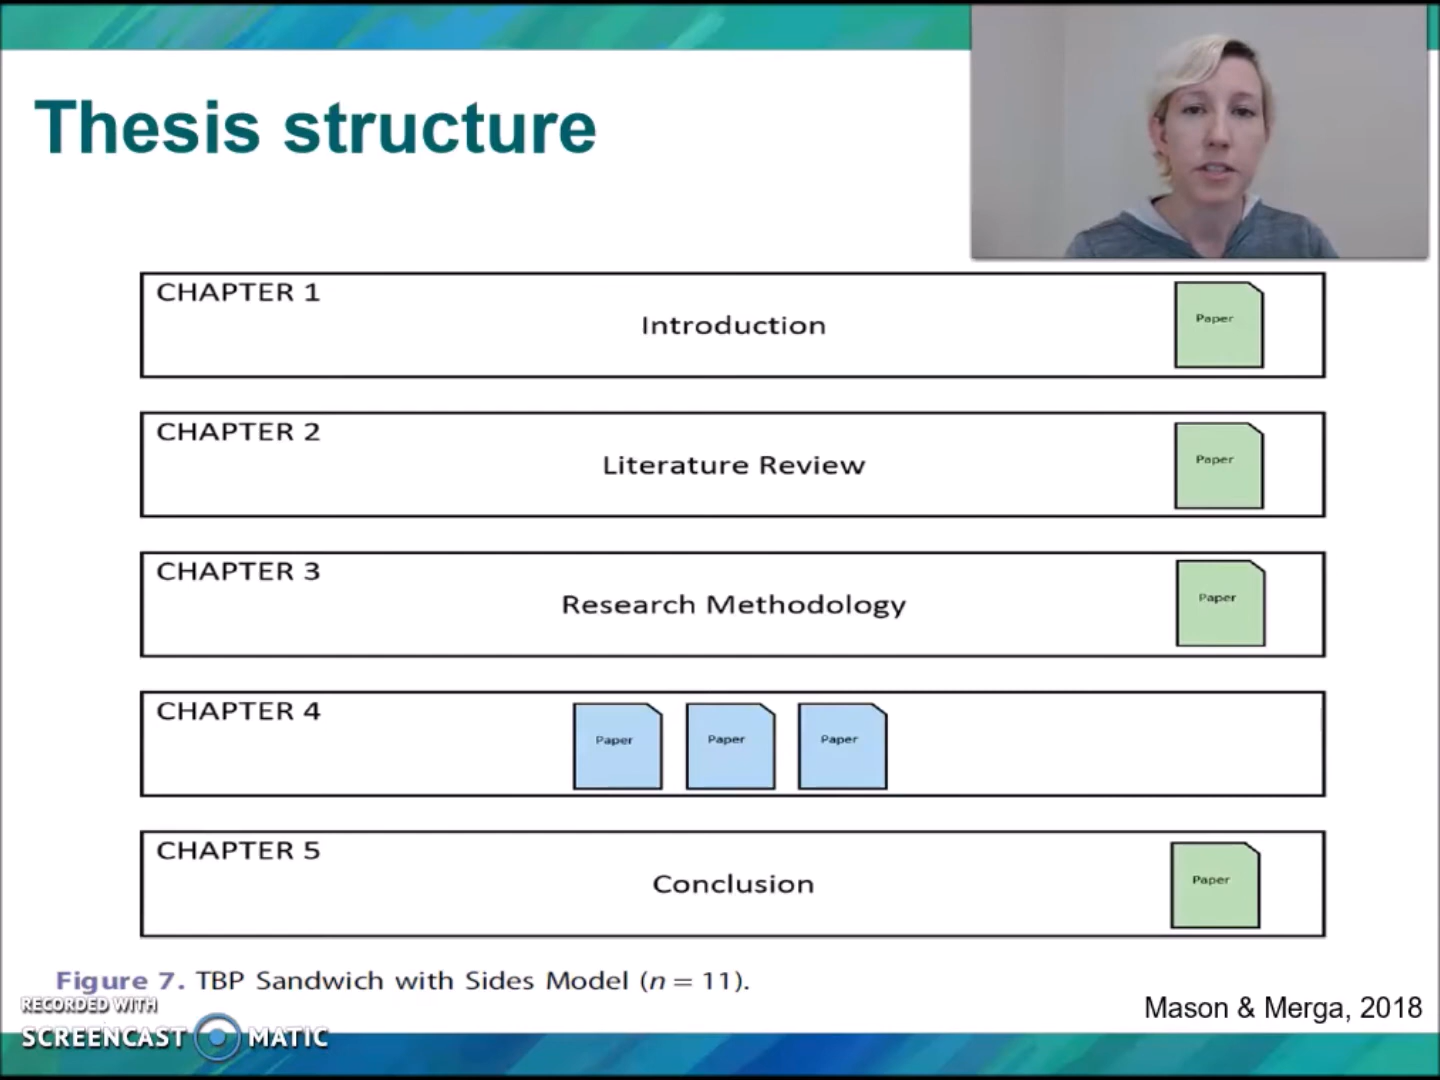 Thesis structure
CHAPTER 1
Introduction
Paper
CHAPTER 2
Literature Review
Paper
CHAPTER 3
Research Methodology
Paper
CHAPTER 4
Paper
Paper
Paper
CHAPTER 5
Conclusion
Paper
Figure 7. TBP Sandwich with Sides Model (n = 11).
RECORDED WITH
SCREENCAST MATIC
Mason & Merga, 2018